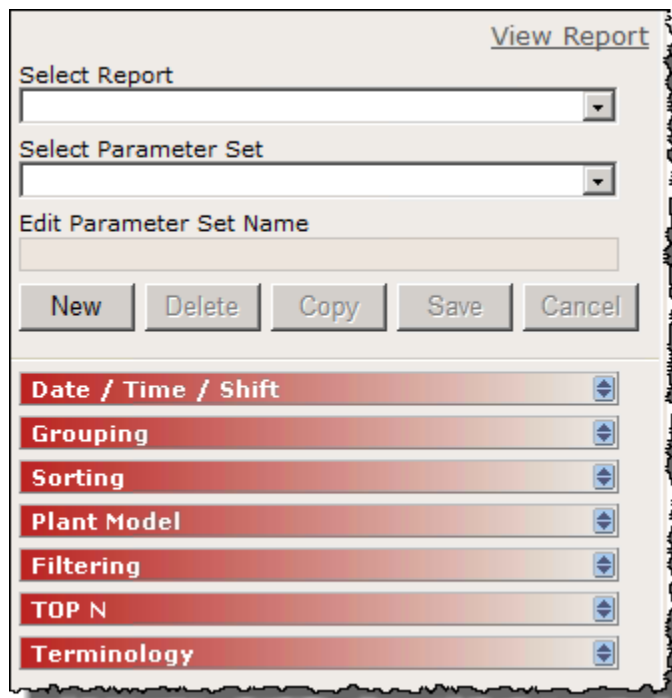 View Report
Select Report
Select Parameter Set
Edit Parameter Set Name
New Delete Copy Save Cancel
Date / Time / Shift
Grouping
Sorting
Plant Model
Filtering
TOP N
Terminology